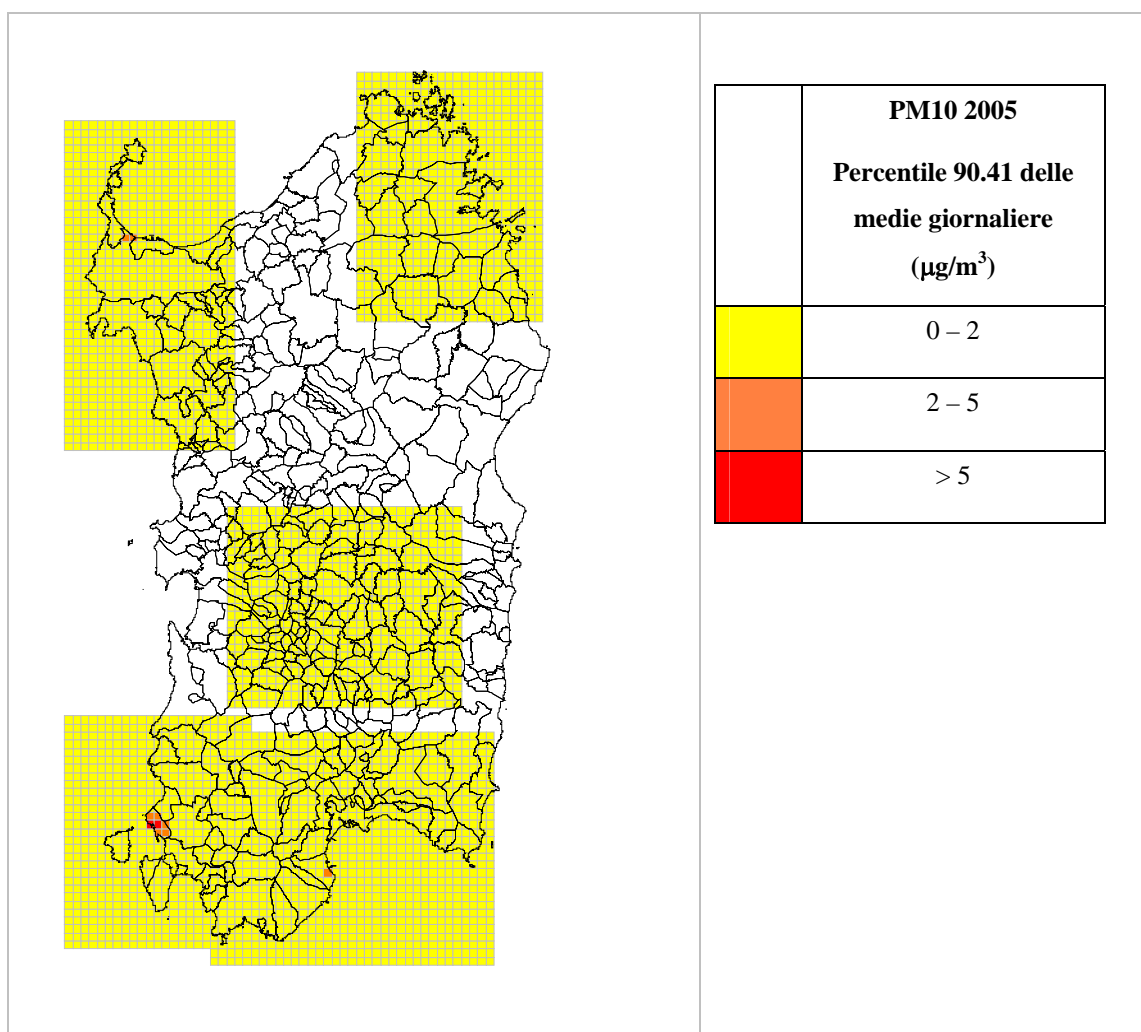 PM10 2005
Percentile 90.41 delle
medie giornaliere
(µg/m³)
0 – 2
2 – 5
> 5